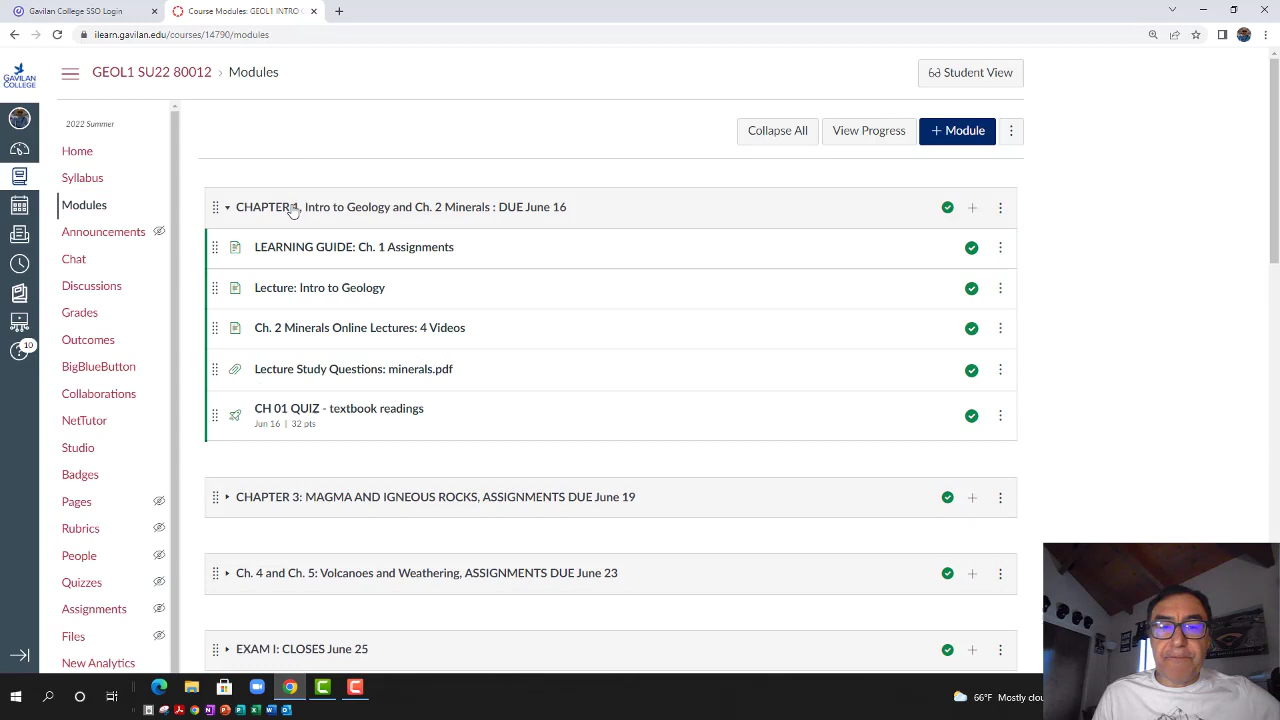 Gavilan College SSO Login
Course Modules: GEOL1 INTRO
ilearn.gavilan.edu/courses/14790/modules
GAVILAN
COLLEGE
GEOL1 SU22 80012 › Modules
Student View
2022 Summer
Collapse All
View Progress
+ Module
Home
Syllabus
Modules
Announcements
Chat
Discussions
Grades
Outcomes
BigBlueButton
Collaborations
NetTutor
Studio
Badges
Pages
Rubrics
People
Quizzes
Assignments
Files
New Analytics
10
CHAPTER 1, Intro to Geology and Ch. 2 Minerals : DUE June 16
LEARNING GUIDE: Ch. 1 Assignments
Lecture: Intro to Geology
Ch. 2 Minerals Online Lectures: 4 Videos
Lecture Study Questions: minerals.pdf
CH 01 QUIZ - textbook readings
Jun 16 | 32 pts
CHAPTER 3: MAGMA AND IGNEOUS ROCKS, ASSIGNMENTS DUE June 19
Ch. 4 and Ch. 5: Volcanoes and Weathering, ASSIGNMENTS DUE June 23
EXAM I: CLOSES June 25
66°F Mostly clou